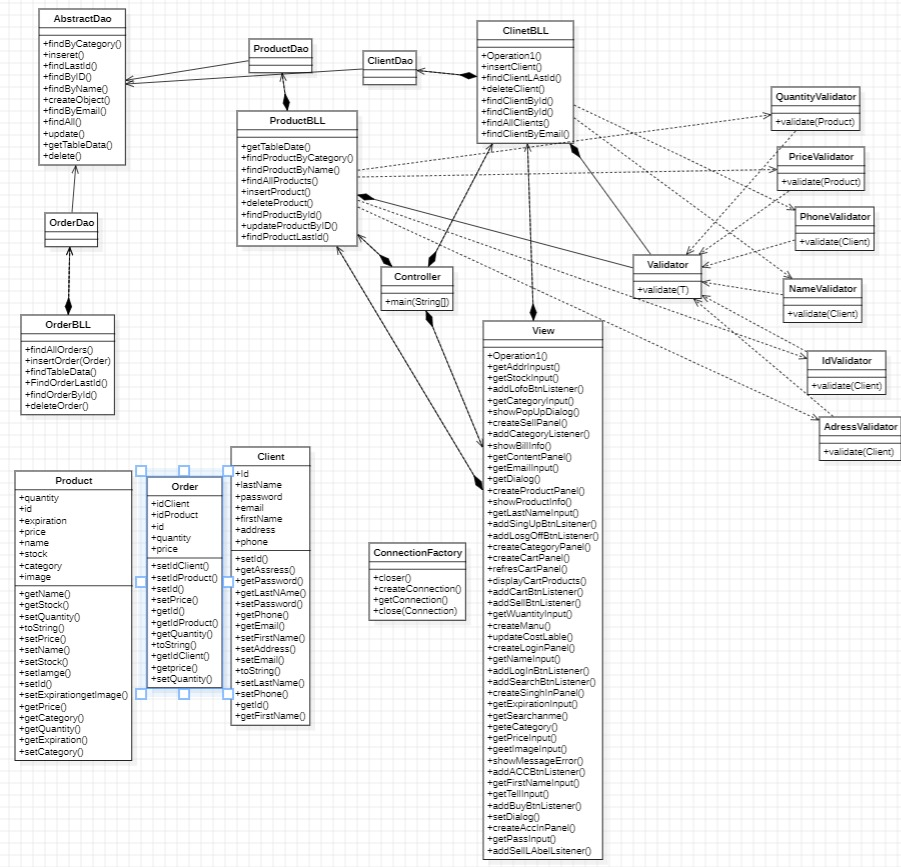 AbstractDao
+findByCategory()
+inseret()
+findLastId()
+findByID()
+findByName()
+createObject()
+findByEmail()
+findAll()
+update()
+getTableData()
+delete()
ProductDao
ClientDao
ClinetBLL
+Operation1()
+insertClient()
+findClientLAstId()
+deleteClient()
+findClientById()
+findClientById()
+findAllClients()
+findClientByEmail()
ProductBLL
+getTableDate()
+findProductByCategory()
+findProductByName()
+findAllProducts()
+insertProduct()
+deleteProduct()
+findProductById()
+updateProductByID()
+findProductLastId()
QuantityValidator
+validate(Product)
PriceValidator
+validate(Product)
PhoneValidator
+validate(Client)
Validator
+validate(T)
NameValidator
+validate(Client)
IdValidator
+validate(Client)
AdressValidator
+validate(Client)
OrderDao
Controller
+main(String[])
OrderBLL
+findAllOrders()
+insertOrder(Order)
+findTableData()
+FindOrderLastId()
+findOrderById()
+deleteOrder()
View
+Operation1()
+getAddrInpust()
+getStockInput()
+addLofoBtnListener()
+getCategoryInput()
+showPopUpDialog()
+createSellPanel()
+addCategoryListener()
+showBillInfo()
+getContentPanel()
+getEmailInput()
+getDialog()
+createProductPanel()
+showProductInfo()
+getLastNameInput()
+addSingUpBtnLsitener()
+addLosgOffBtnListener()
+createCategoryPanel()
+createCartPanel()
+refresCartPanel()
+displayCartProducts()
+addCartBtnListener()
+addSellBtnListener()
+getWuantityInput()
+createManu()
+updateCostLable()
+createLoginPanel()
+getNameInput()
+addLogInBtnListener()
+addSearchBtnListener()
+createSinghInPanel()
+getExpirationInput()
+getSearchanme()
+geteCategory()
+getPriceInput()
+geetImageInput()
+showMessageError()
+addACCBtnListener()
+getFirstNameInput()
+getTellInput()
+addBuyBtnListener()
+setDialog()
+createAccInPanel()
+getPassInput()
+addSellLAbelLsitener()
Product
+quantity
+id
+expiration
+price
+name
+stock
+category
+image
+getName()
+getStock()
+setQuantity()
+toString()
+setPrice()
+setName()
+setStock()
+setIamge()
+setId()
+setExpirationgetImage()
+getPrice()
+getCategory()
+getQuantity()
+getExpiration()
+setCategory()
Order
+idClient
+idProduct
+id
+quantity
+price
+setIdClient()
+setIdProduct()
+setId()
+setPrice()
+getId()
+getIdProduct()
+getQuantity()
+toString()
+getIdClient()
+getprice()
+setQuantity()
Client
+Id
+lastName
+password
+email
+firstName
+address
+phone
+setId()
+getAssress()
+getPassword()
+getLastNAme()
+setPassword()
+getPhone()
+getEmail()
+setFirstName()
+setAddress()
+setEmail()
+toString()
+setLastName()
+setPhone()
+getId()
+getFirstName()
ConnectionFactory
+closer()
+createConnection()
+getConnection()
+close(Connection)